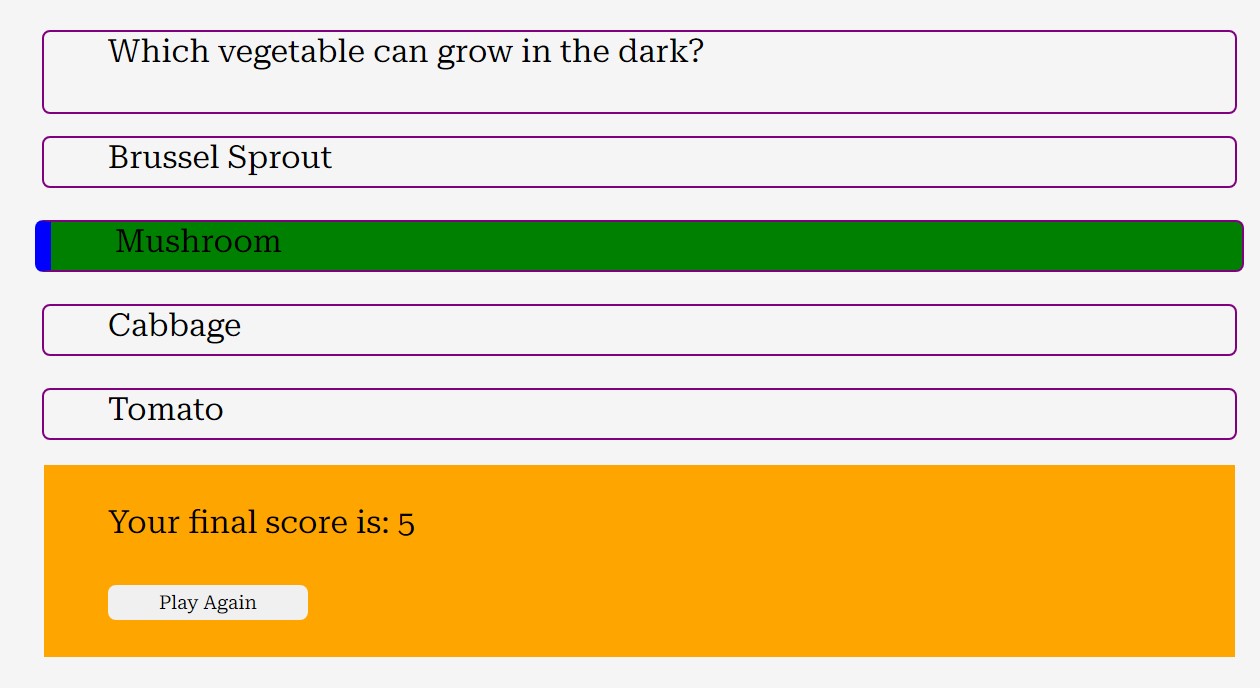 Which vegetable can grow in the dark?
Brussel Sprout
Mushroom
Cabbage
Tomato
Your final score is: 5
Play Again